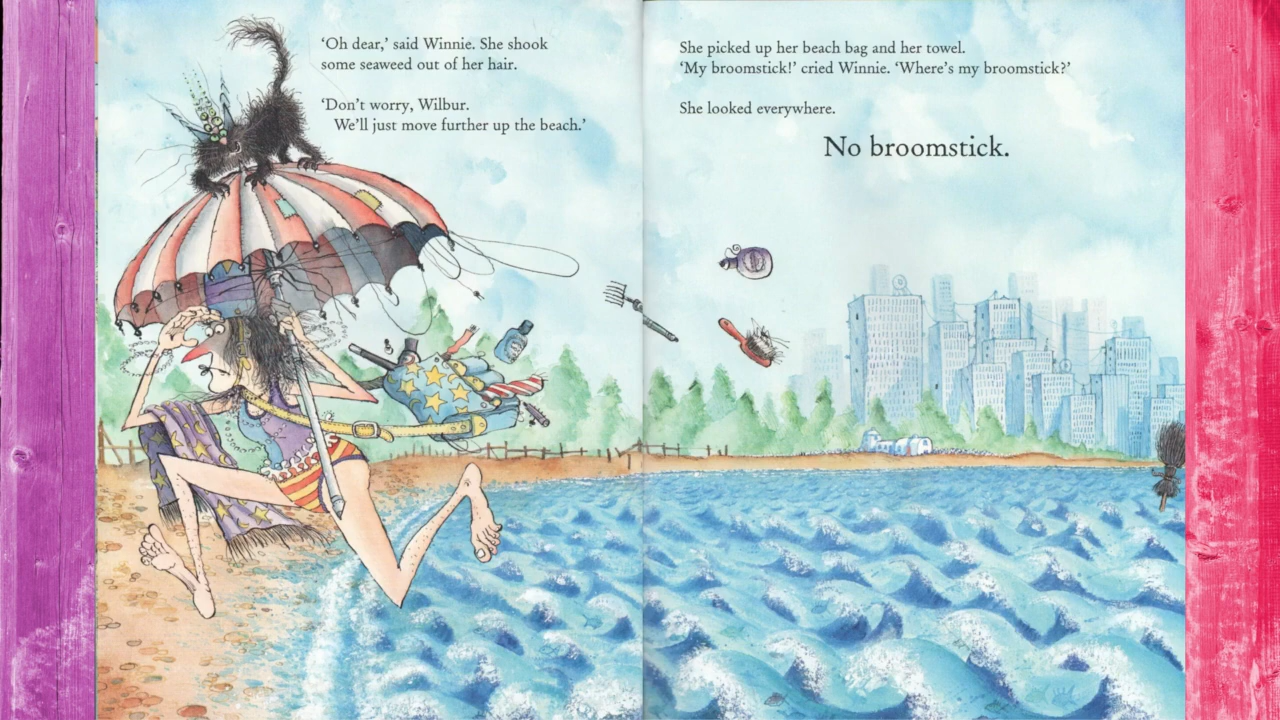 ‘Oh dear,’ said Winnie. She shook
some seaweed out of her hair.
‘Don’t worry, Wilbur.
We’ll just move further up the beach.’
She picked up her beach bag and her towel.
‘My broomstick!’ cried Winnie. ‘Where’s my broomstick?’
She looked everywhere.
No broomstick.